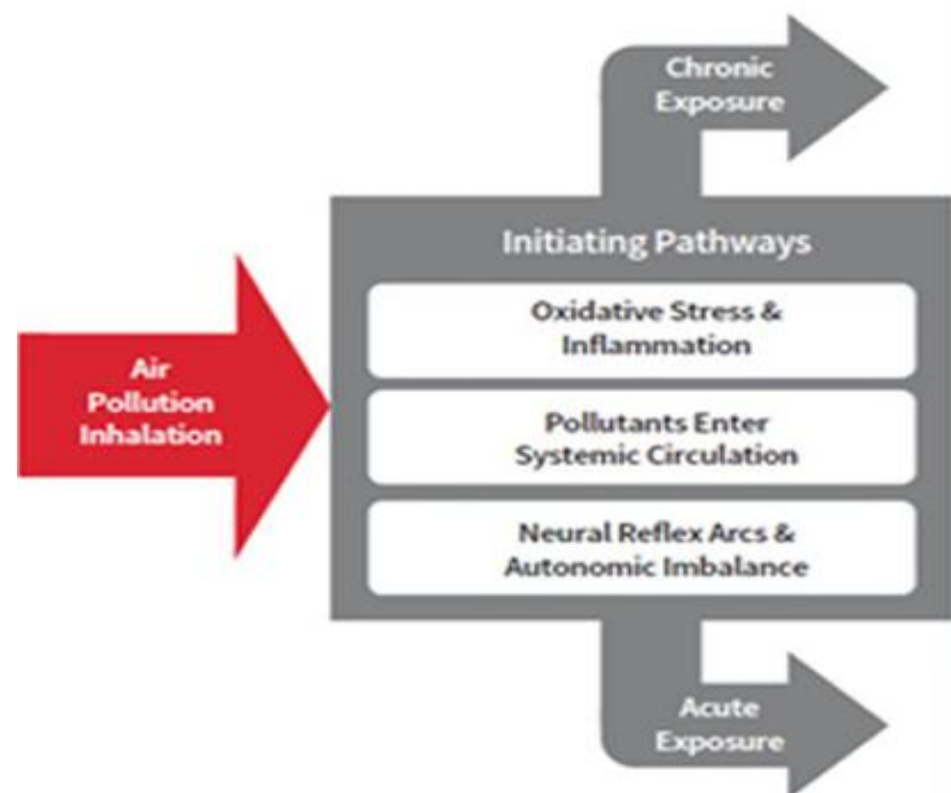 Chronic
Exposure
Initiating Pathways
Oxidative Stress &
Inflammation
Air
Pollution
Inhalation
Pollutants Enter
Systemic Circulation
Neural Reflex Arcs &
Autonomic Imbalance
Acute
Exposure